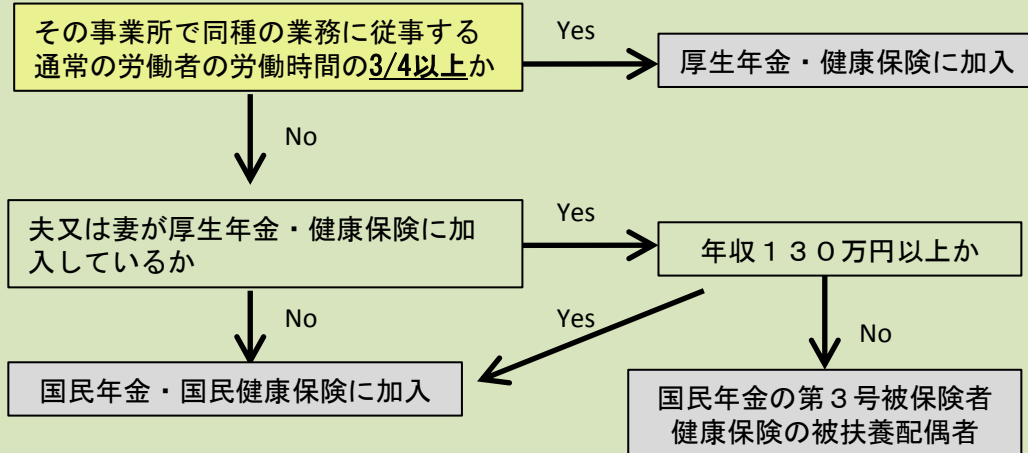 その事業所で同種の業務に従事する
通常の労働者の労働時間の3/4以上か
Yes
厚生年金・健康保険に加入
No
夫又は妻が厚生年金・健康保険に加
入しているか
Yes
年収１３０万円以上か
No
Yes
No
国民年金・国民健康保険に加入
国民年金の第３号被保険者
健康保険の被扶養配偶者